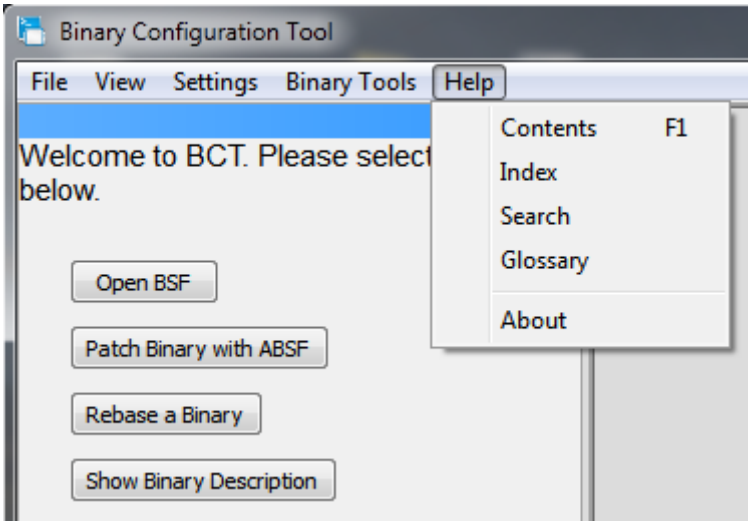 Binary Configuration Tool
File View Settings Binary Tools Help
Contents F1
Welcome to BCT. Please select
below.
Index
Search
Glossary
About
Open BSF
Patch Binary with ABSF
Rebase a Binary
Show Binary Description